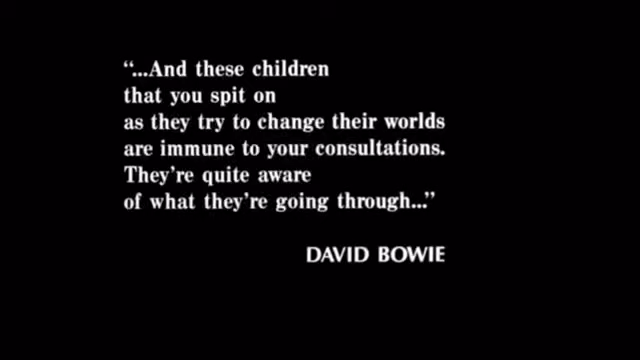 “...And these children
that you spit on
as they try to change their worlds
are immune to your consultations.
They’re quite aware
of what they’re going through...”
DAVID BOWIE